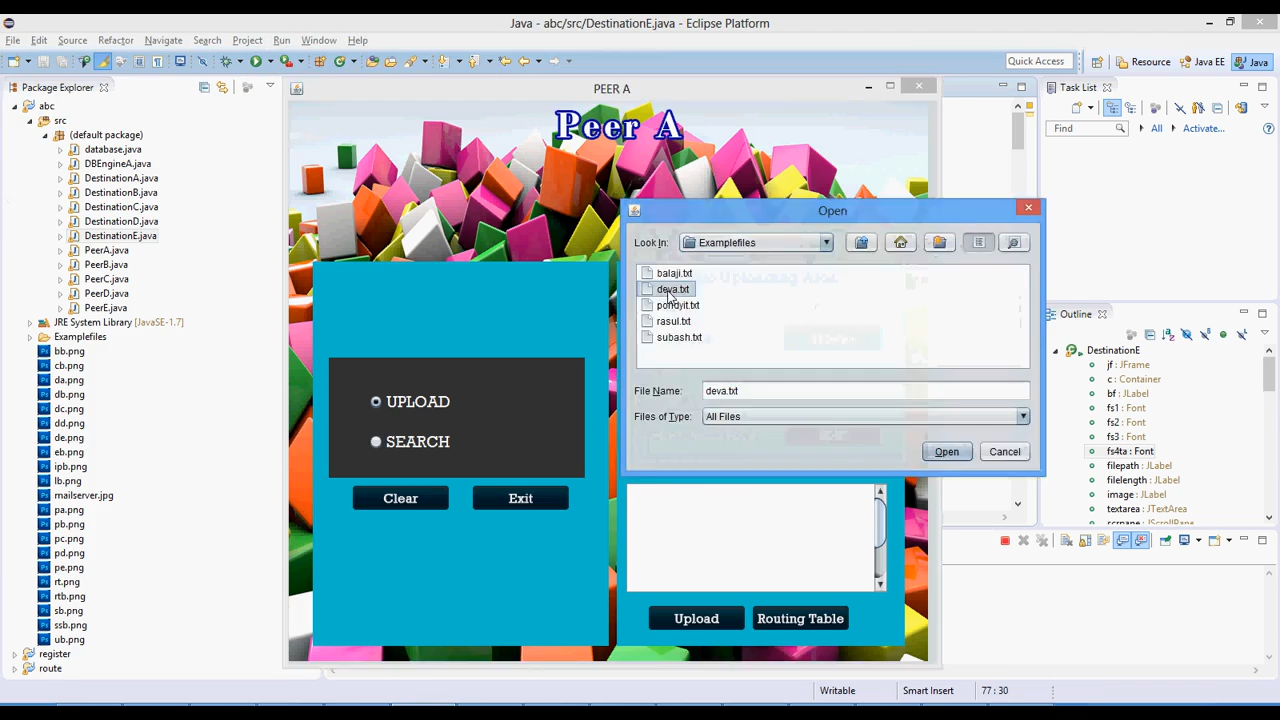 Java - abc/src/DestinationE.java - Eclipse Platform
File Edit Source Refactor Navigate Search Project Run Window Help
Quick Access
Resource
Java EE
Java
Package Explorer
abc
src
(default package)
database.java
DBEngineA.java
DestinationA.java
DestinationB.java
DestinationC.java
DestinationD.java
DestinationE.java
PeerA.java
PeerB.java
PeerC.java
PeerD.java
PeerE.java
JRE System Library [JavaSE-1.7]
Examplefiles
bb.png
cb.png
da.png
db.png
dc.png
dd.png
de.png
eb.png
ipb.png
lb.png
mailserver.jpg
pa.png
pb.png
pc.png
pd.png
pe.png
rt.png
rtb.png
sb.png
ssb.png
ub.png
register
route
PEER A
Peer A
UPLOAD
SEARCH
Clear
Exit
Open
Look In:
Examplefiles
balaji.txt
deva.txt
pondyit.txt
rasul.txt
subash.txt
File Name:
deva.txt
Files of Type:
All Files
Open
Cancel
Upload
Routing Table
Task List
Find
All
Activate...
Outline
DestinationE
jf : JFrame
c : Container
bf : JLabel
fs1 : Font
fs2 : Font
fs3 : Font
fs4ta : Font
filepath : JLabel
filelength : JLabel
image : JLabel
textarea : JTextArea
scrpane : JScrollPane
Writable
Smart Insert
77 : 30